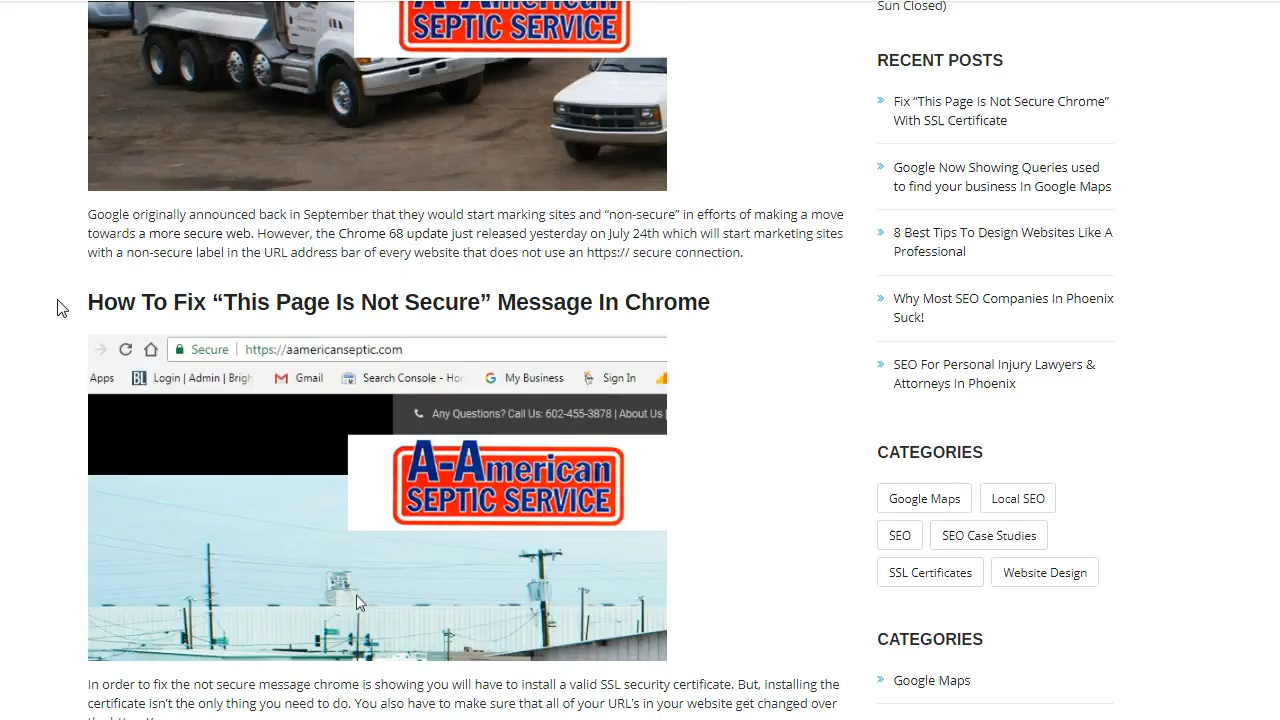 A-American
SEPTIC SERVICE
Sun Closed)
RECENT POSTS
Fix “This Page Is Not Secure Chrome”
With SSL Certificate
Google Now Showing Queries used
to find your business In Google Maps
8 Best Tips To Design Websites Like A
Professional
Why Most SEO Companies In Phoenix
Suck!
SEO For Personal Injury Lawyers &
Attorneys In Phoenix
CATEGORIES
Google Maps
Local SEO
SEO
SEO Case Studies
SSL Certificates
Website Design
CATEGORIES
Google Maps
Google originally announced back in September that they would start marking sites and “non-secure” in efforts of making a move
towards a more secure web. However, the Chrome 68 update just released yesterday on July 24th which will start marketing sites
with a non-secure label in the URL address bar of every website that does not use an https:// secure connection.
How To Fix “This Page Is Not Secure” Message In Chrome
Secure | https://aamericanseptic.com
Apps BL Login | Admin | Brigh Gmail Search Console - Ho G My Business Sign In
Any Questions? Call Us: 602-455-3878 | About Us |
A-American
SEPTIC SERVICE
In order to fix the not secure message chrome is showing you will have to install a valid SSL security certificate. But, installing the
certificate isn’t the only thing you need to do. You also have to make sure that all of your URL’s in your website get changed over